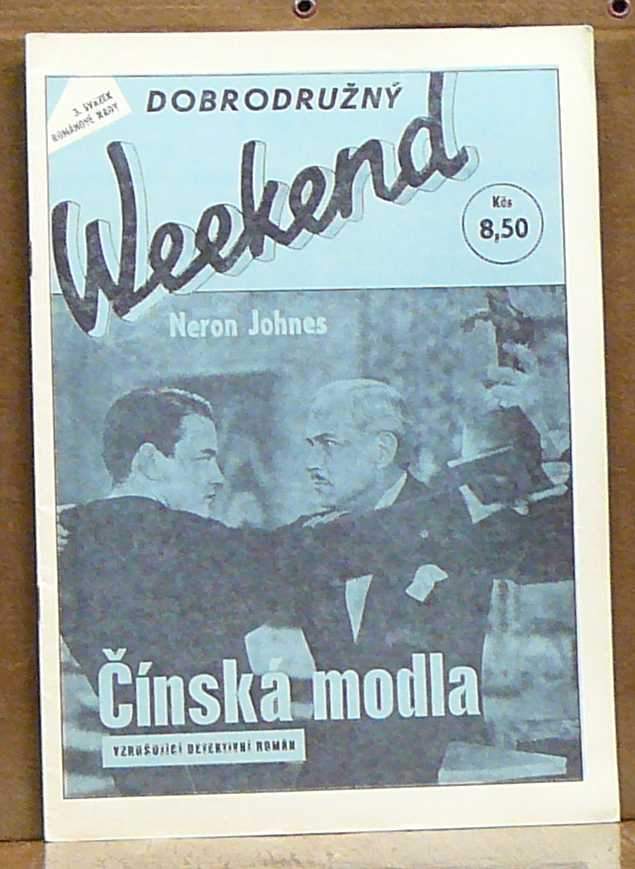 3. SVAZEK
ROMÁNOVÉ ŘADY
DOBRODRUŽNÝ
Weekend
Kčs
8,50
Neron Johnes
Čínská modla
VZRUŠUJÍCÍ DETEKTIVNÍ ROMÁN